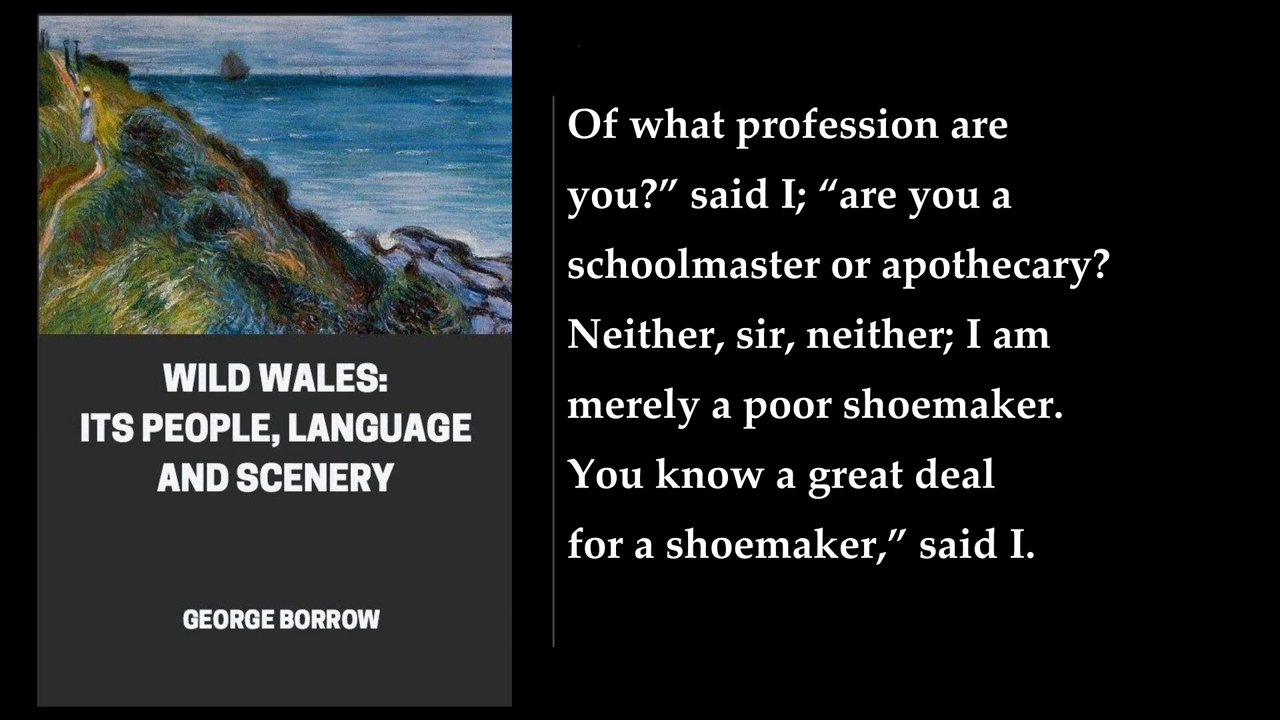 WILD WALES:
ITS PEOPLE, LANGUAGE
AND SCENERY
GEORGE BORROW
Of what profession are
you?” said I; “are you a
schoolmaster or apothecary?
Neither, sir, neither; I am
merely a poor shoemaker.
You know a great deal
for a shoemaker,” said I.